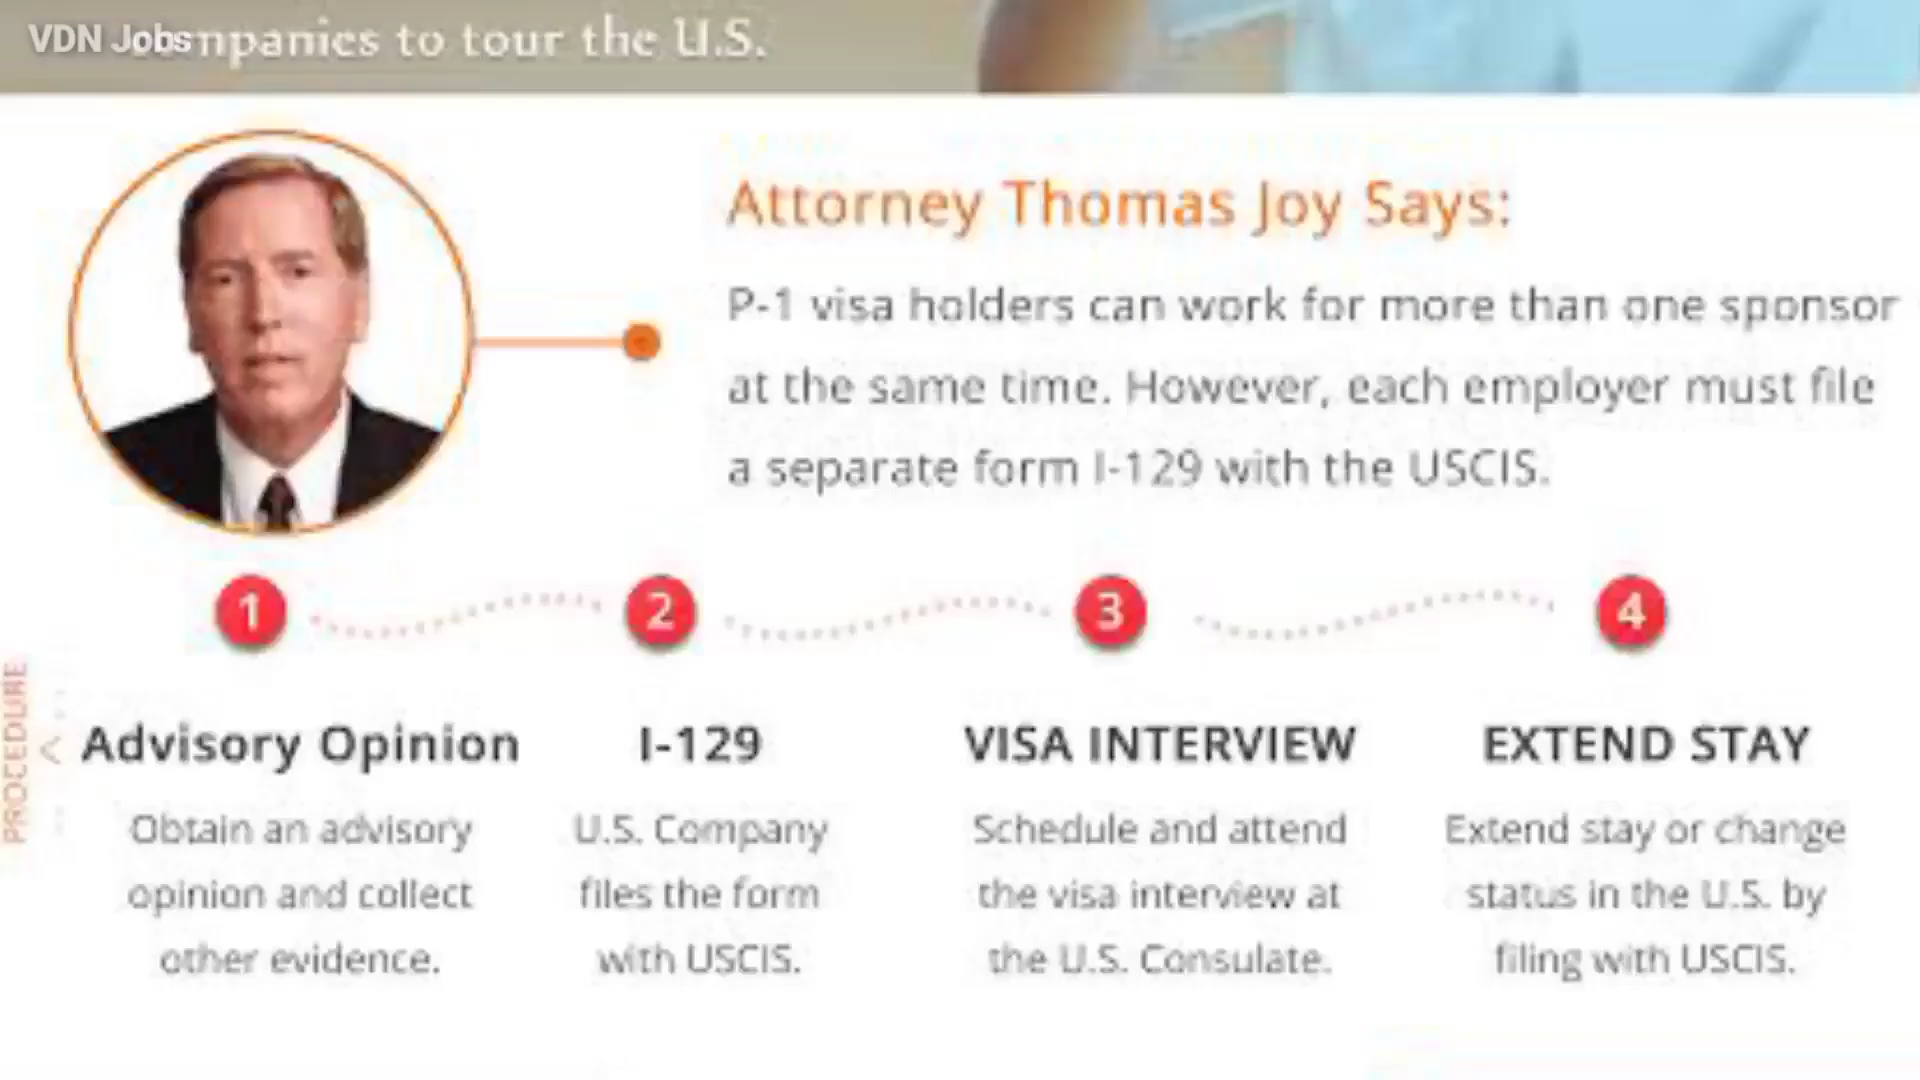 VDN Jobs
mpanies to tour the U.S.
Attorney Thomas Joy Says:
P-1 visa holders can work for more than one sponsor
at the same time. However, each employer must file
a separate form I-129 with the USCIS.
PROCEDURE
1
2
3
4
Advisory Opinion
Obtain an advisory
opinion and collect
other evidence.
I-129
U.S. Company
files the form
with USCIS.
VISA INTERVIEW
Schedule and attend
the visa interview at
the U.S. Consulate.
EXTEND STAY
Extend stay or change
status in the U.S. by
filing with USCIS.